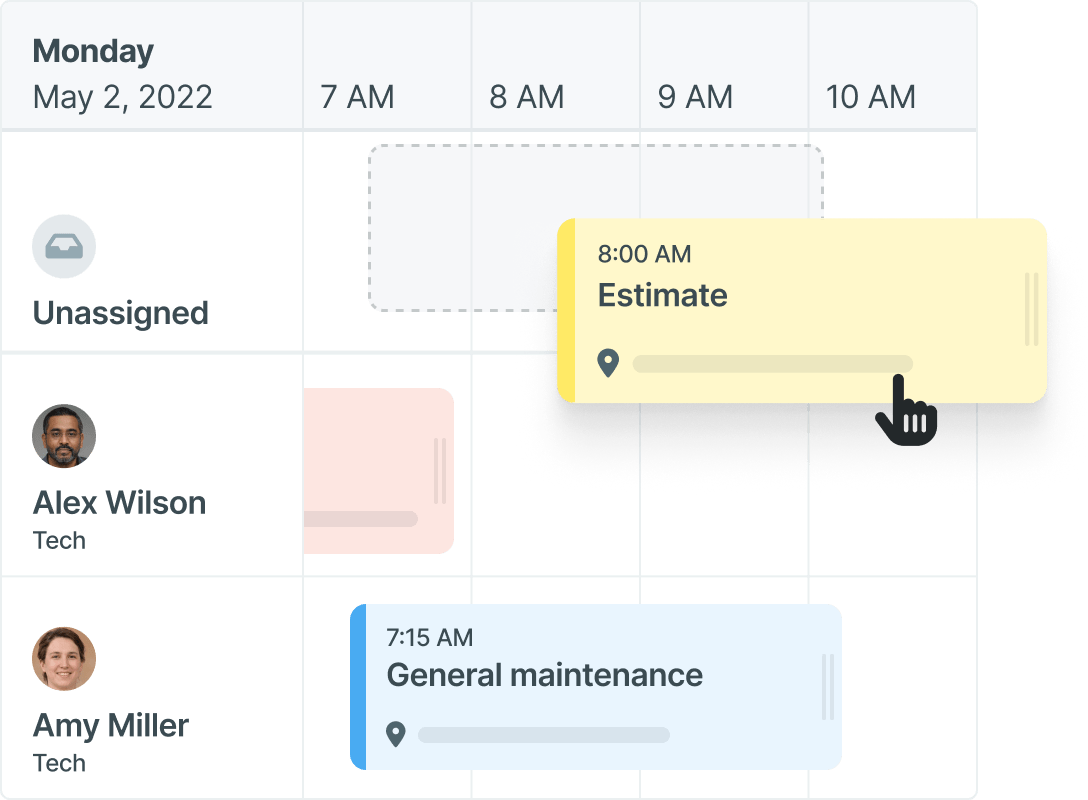 Monday
May 2, 2022
7 AM
8 AM
9 AM
10 AM
Unassigned
8:00 AM
Estimate
Alex Wilson
Tech
7:15 AM
General maintenance
Amy Miller
Tech